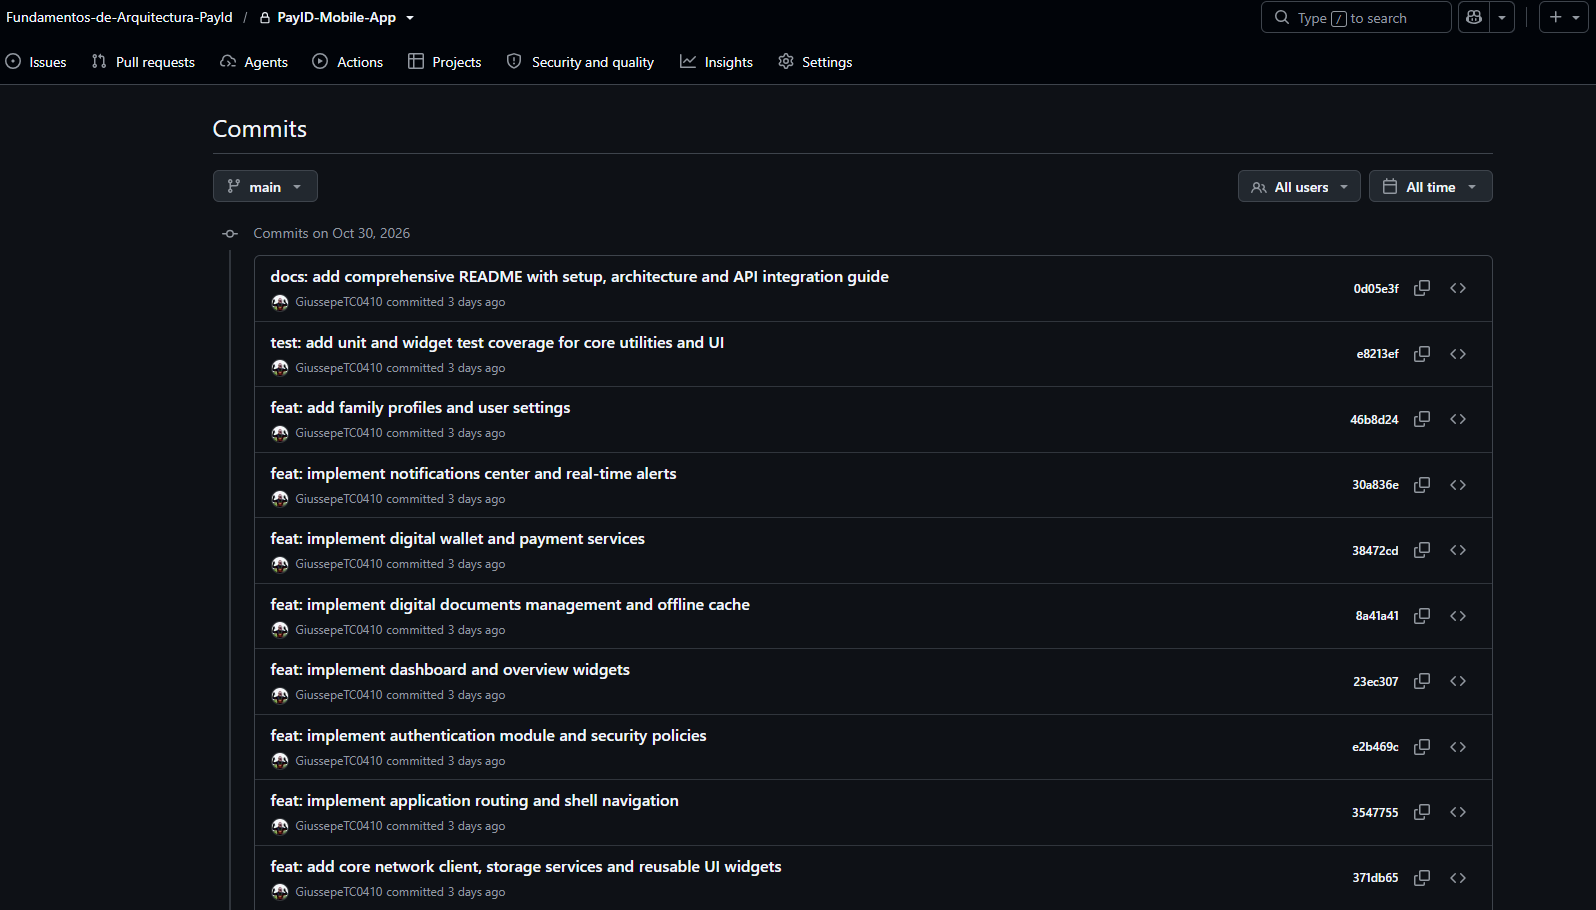 Fundamentos-de-Arquitectura-PayId / PayID-Mobile-App
Type / to search
Issues Pull requests Agents Actions Projects Security and quality Insights Settings
Commits
main
All users All time
Commits on Oct 30, 2026
docs: add comprehensive README with setup, architecture and API integration guide
GiussepeTC0410 committed 3 days ago
0d05e3f
test: add unit and widget test coverage for core utilities and UI
GiussepeTC0410 committed 3 days ago
e8213ef
feat: add family profiles and user settings
GiussepeTC0410 committed 3 days ago
46b8d24
feat: implement notifications center and real-time alerts
GiussepeTC0410 committed 3 days ago
30a836e
feat: implement digital wallet and payment services
GiussepeTC0410 committed 3 days ago
38472cd
feat: implement digital documents management and offline cache
GiussepeTC0410 committed 3 days ago
8a41a41
feat: implement dashboard and overview widgets
GiussepeTC0410 committed 3 days ago
23ec307
feat: implement authentication module and security policies
GiussepeTC0410 committed 3 days ago
e2b469c
feat: implement application routing and shell navigation
GiussepeTC0410 committed 3 days ago
3547755
feat: add core network client, storage services and reusable UI widgets
GiussepeTC0410 committed 3 days ago
371db65